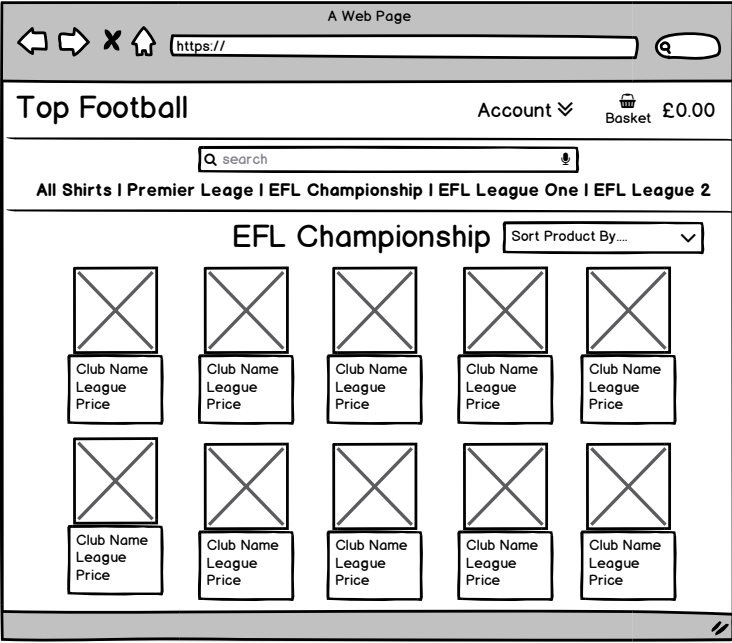 A Web Page
https://
Top Football
Account
Basket
£0.00
search
All Shirts | Premier Leage | EFL Championship | EFL League One | EFL League 2
EFL Championship
Sort Product By....
Club Name
League
Price
Club Name
League
Price
Club Name
League
Price
Club Name
League
Price
Club Name
League
Price
Club Name
League
Price
Club Name
League
Price
Club Name
League
Price
Club Name
League
Price
Club Name
League
Price